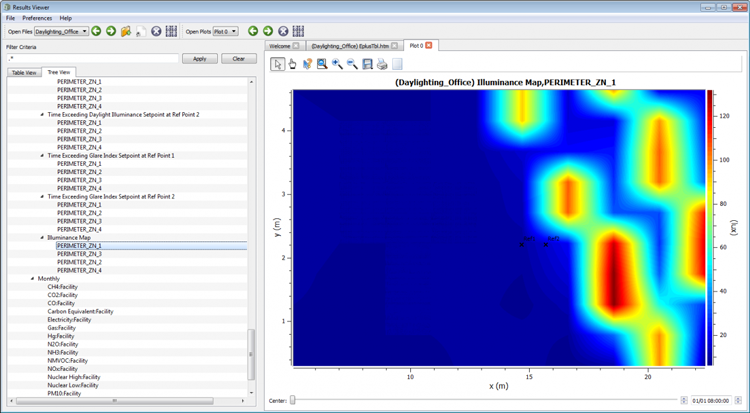 Results Viewer
File Preferences Help
Open Files Daylighting_Office Open Plots Plot 0
Filter Criteria
.*
Apply Clear
Table View Tree View
PERIMETER_ZN_1
PERIMETER_ZN_2
PERIMETER_ZN_3
PERIMETER_ZN_4
Time Exceeding Daylight Illuminance Setpoint at Ref Point 2
PERIMETER_ZN_1
PERIMETER_ZN_2
PERIMETER_ZN_3
PERIMETER_ZN_4
Time Exceeding Glare Index Setpoint at Ref Point 1
PERIMETER_ZN_1
PERIMETER_ZN_2
PERIMETER_ZN_3
PERIMETER_ZN_4
Time Exceeding Glare Index Setpoint at Ref Point 2
PERIMETER_ZN_1
PERIMETER_ZN_2
PERIMETER_ZN_3
PERIMETER_ZN_4
Illuminance Map
PERIMETER_ZN_1
PERIMETER_ZN_3
PERIMETER_ZN_2
PERIMETER_ZN_4
Monthly
CH4:Facility
CO2:Facility
CO:Facility
Carbon Equivalent:Facility
Electricity:Facility
Gas:Facility
Hg:Facility
N2O:Facility
NH3:Facility
NMVOC:Facility
NOx:Facility
Nuclear High:Facility
Nuclear Low:Facility
PM10:Facility
Welcome (Daylighting_Office) EplusTbl.htm Plot 0
(Daylighting_Office) Illuminance Map,PERIMETER_ZN_1
4
3
2
1
y (m)
10 15 20
x (m)
120
100
80
60
40
20
(lux)
Center: 01/01 08:00:00